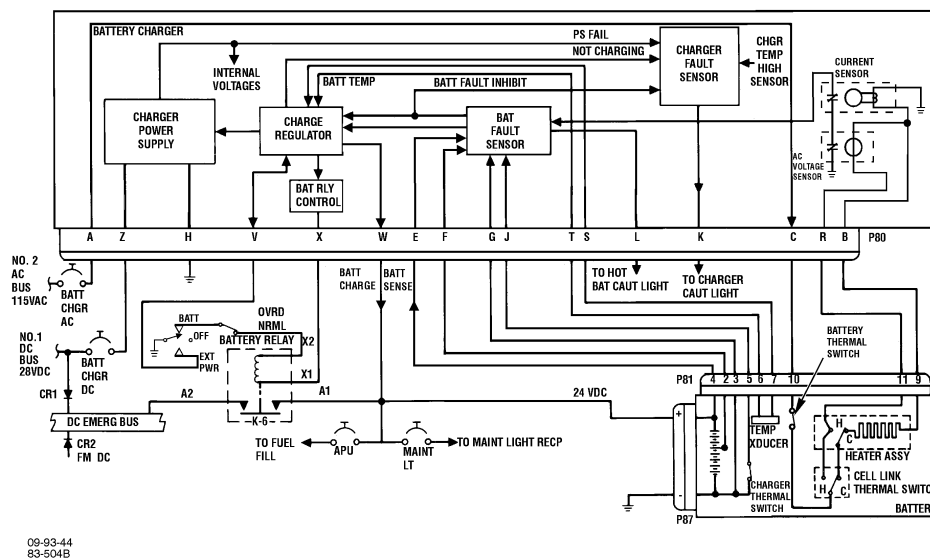 BATTERY CHARGER
PS FAIL
NOT CHARGING
INTERNAL
VOLTAGES
BATT TEMP
BATT FAULT INHIBIT
CHARGER
FAULT
SENSOR
CHGR
TEMP
HIGH
SENSOR
CURRENT
SENSOR
CHARGER
POWER
SUPPLY
CHARGE
REGULATOR
BAT
FAULT
SENSOR
AC
VOLTAGE
SENSOR
BAT RLY
CONTROL
A Z H V X W E F G J T S L K C R B P80
NO. 2
AC
BUS
115VAC
BATT
CHGR
AC
BATT
CHARGE
BATT
SENSE
TO HOT
BAT CAUT LIGHT
TO CHARGER
CAUT LIGHT
NO.1
DC
BUS
28VDC
BATT
CHGR
DC
BATT
OFF
EXT
PWR
OVRD
NRML
BATTERY RELAY
X2
X1
BATTERY
THERMAL
SWITCH
P81 4 2 3 5 6 7 10 11 9
CR1
A2
A1
24 VDC
DC EMERG BUS
K-6
CR2
FM DC
TO FUEL
FILL
APU
MAINT
LT
TO MAINT LIGHT RECP
+
-
P87
TEMP
XDUCER
CHARGER
THERMAL
SWITCH
H
C
HEATER ASSY
H C
CELL LINK
THERMAL SWITC
BATTER
09-93-44
83-504B